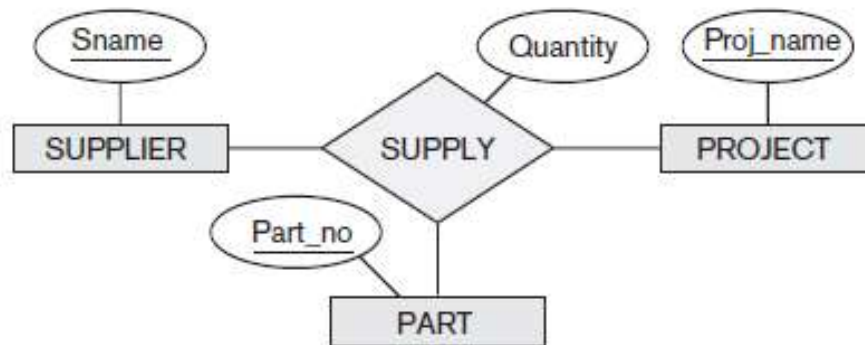 Sname
Quantity
Proj_name
SUPPLIER
SUPPLY
PROJECT
Part_no
PART